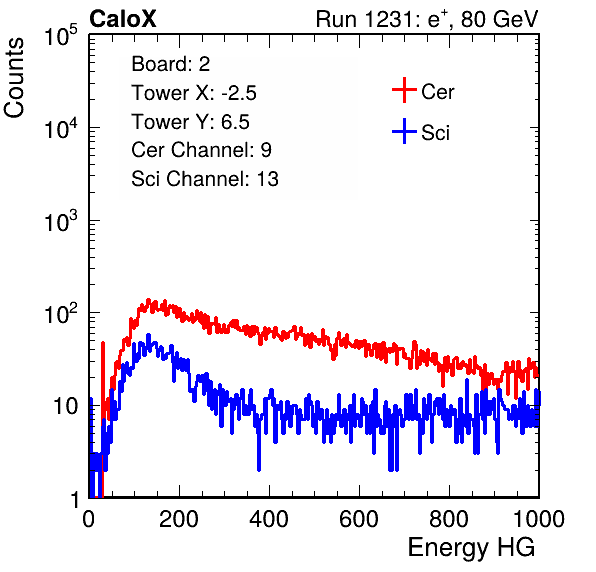 CaloX Run 1231: e⁺, 80 GeV
Counts
10⁵
10⁴
10³
10²
10
1
Board: 2
Tower X: -2.5
Tower Y: 6.5
Cer Channel: 9
Sci Channel: 13
Cer
Sci
0 200 400 600 800 1000
Energy HG